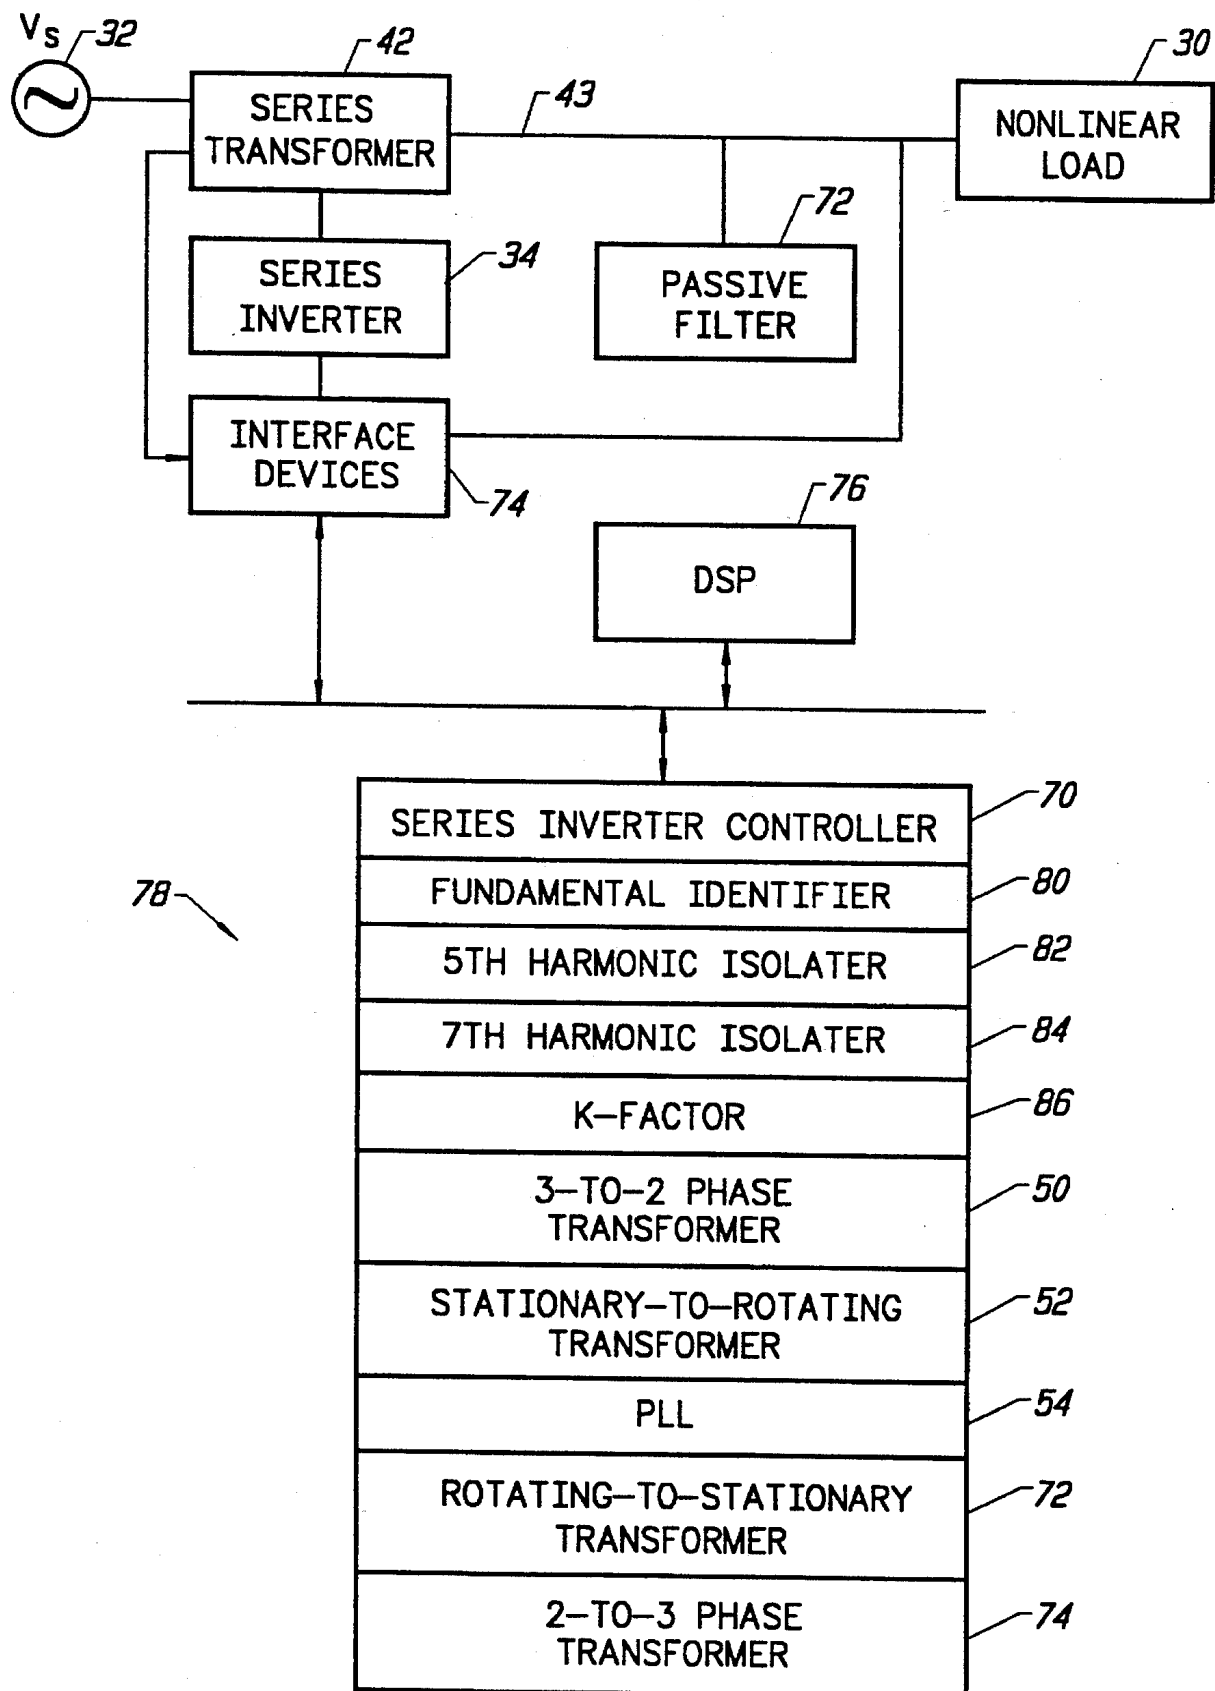 Vs
32
42
30
SERIES
TRANSFORMER
43
NONLINEAR
LOAD
72
34
SERIES
INVERTER
PASSIVE
FILTER
INTERFACE
DEVICES
74
76
DSP
78
SERIES INVERTER CONTROLLER
70
FUNDAMENTAL IDENTIFIER
80
5TH HARMONIC ISOLATER
82
7TH HARMONIC ISOLATER
84
K-FACTOR
86
3-TO-2 PHASE
TRANSFORMER
50
STATIONARY-TO-ROTATING
TRANSFORMER
52
PLL
54
ROTATING-TO-STATIONARY
TRANSFORMER
72
2-TO-3 PHASE
TRANSFORMER
74